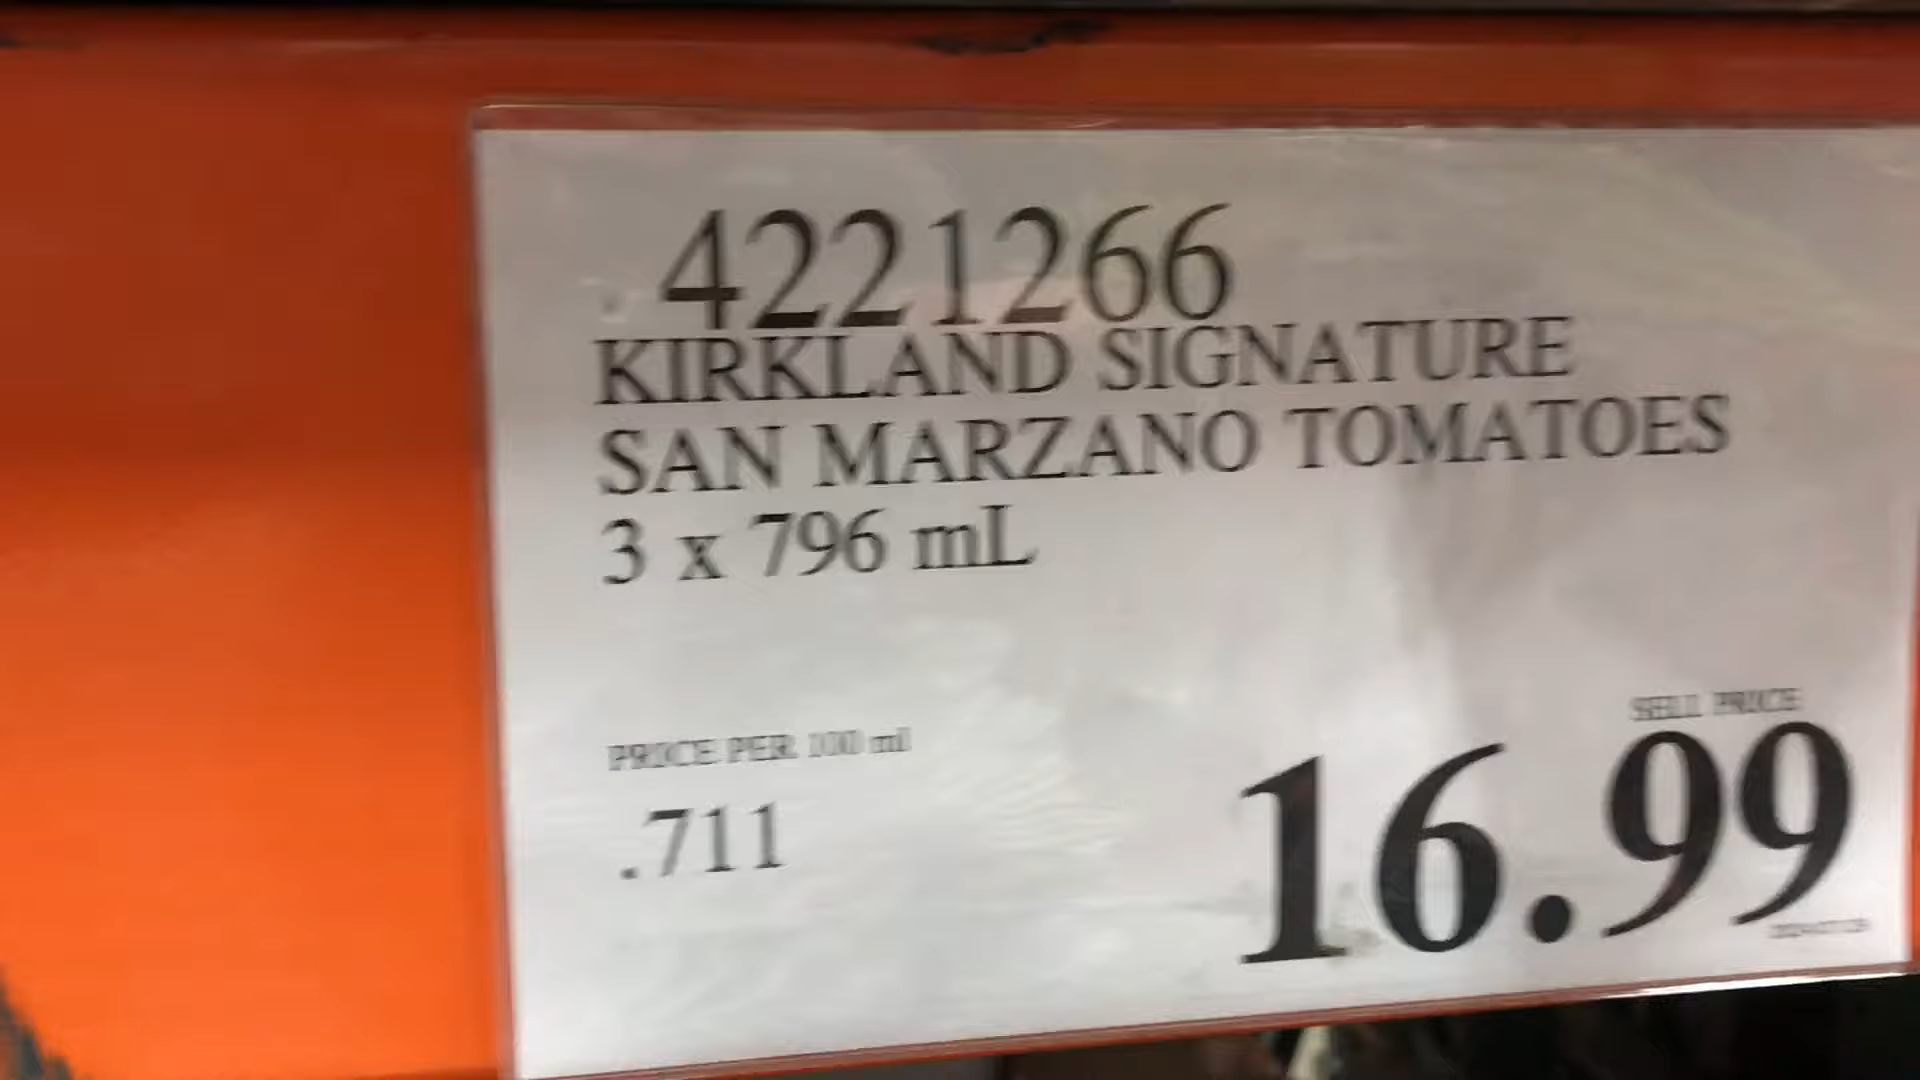 4221266
KIRKLAND SIGNATURE
SAN MARZANO TOMATOES
3 x 796 mL
SELL PRICE
PRICE PER 100 ml
.711
16.99